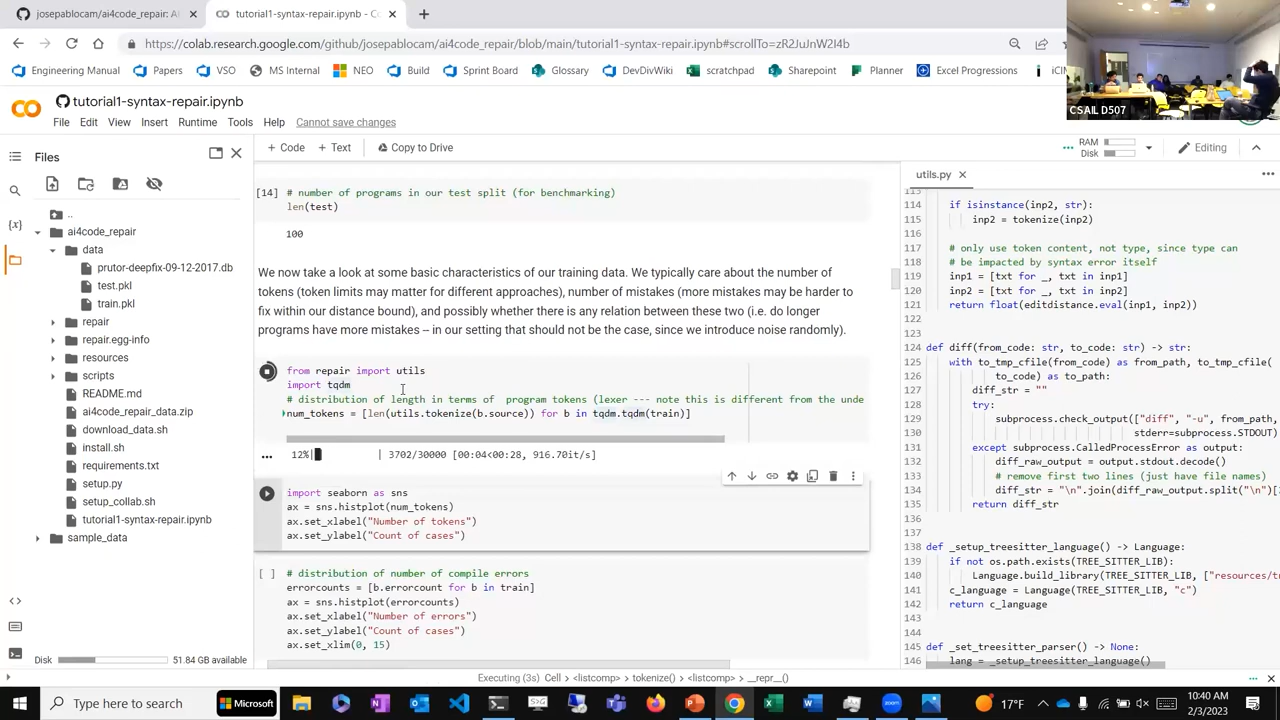 josepablocam/ai4code_repair: A
tutorial1-syntax-repair.ipynb - Co
https://colab.research.google.com/github/josepablocam/ai4code_repair/blob/main/tutorial1-syntax-repair.ipynb#scrollTo=zR2JuJnW2I4b
Engineering Manual
Papers
VSO
MS Internal
NEO
Build
Sprint Board
Glossary
DevDivWiki
scratchpad
Sharepoint
Planner
Excel Progressions
CSAIL D507
tutorial1-syntax-repair.ipynb
File Edit View Insert Runtime Tools Help Cannot save changes
Files
+ Code + Text Copy to Drive
RAM
Disk
Editing
..
ai4code_repair
data
prutor-deepfix-09-12-2017.db
test.pkl
train.pkl
repair
repair.egg-info
resources
scripts
README.md
ai4code_repair_data.zip
download_data.sh
install.sh
requirements.txt
setup.py
setup_collab.sh
tutorial1-syntax-repair.ipynb
sample_data
Disk 51.84 GB available
[14] # number of programs in our test split (for benchmarking)
len(test)
100
We now take a look at some basic characteristics of our training data. We typically care about the number of
tokens (token limits may matter for different approaches), number of mistakes (more mistakes may be harder to
fix within our distance bound), and possibly whether there is any relation between these two (i.e. do longer
programs have more mistakes -- in our setting that should not be the case, since we introduce noise randomly).
from repair import utils
import tqdm
# distribution of length in terms of  program tokens (lexer --- note this is different from the unde
num_tokens = [len(utils.tokenize(b.source)) for b in tqdm.tqdm(train)]
12%| | 3702/30000 [00:04<00:28, 916.70it/s]
import seaborn as sns
ax = sns.histplot(num_tokens)
ax.set_xlabel("Number of tokens")
ax.set_ylabel("Count of cases")
[ ] # distribution of number of compile errors
errorcounts = [b.errorcount for b in train]
ax = sns.histplot(errorcounts)
ax.set_xlabel("Number of errors")
ax.set_ylabel("Count of cases")
ax.set_xlim(0, 15)
utils.py
113
114 if isinstance(inp2, str):
115 inp2 = tokenize(inp2)
116
117 # only use token content, not type, since type can
118 # be impacted by syntax error itself
119 inp1 = [txt for _, txt in inp1]
120 inp2 = [txt for _, txt in inp2]
121 return float(editdistance.eval(inp1, inp2))
122
123
124 def diff(from_code: str, to_code: str) -> str:
125 with to_tmp_cfile(from_code) as from_path, to_tmp_cfile(
126 to_code) as to_path:
127 diff_str = ""
128 try:
129 subprocess.check_output(["diff", "-u", from_path,
130 stderr=subprocess.STDOUT)
131 except subprocess.CalledProcessError as output:
132 diff_raw_output = output.stdout.decode()
133 # remove first two lines (just have file names)
134 diff_str = "\n".join(diff_raw_output.split("\n")[
135 return diff_str
136
137
138 def _setup_treesitter_language() -> Language:
139 if not os.path.exists(TREE_SITTER_LIB):
140 Language.build_library(TREE_SITTER_LIB, ["resources/t
141 c_language = Language(TREE_SITTER_LIB, "c")
142 return c_language
143
144
145 def _set_treesitter_parser() -> None:
146 lang = _setup_treesitter_language()
Executing (3s) Cell > <listcomp> > tokenize() > <listcomp> > __repr__()
Type here to search
Microsoft
17°F
10:40 AM
2/3/2023